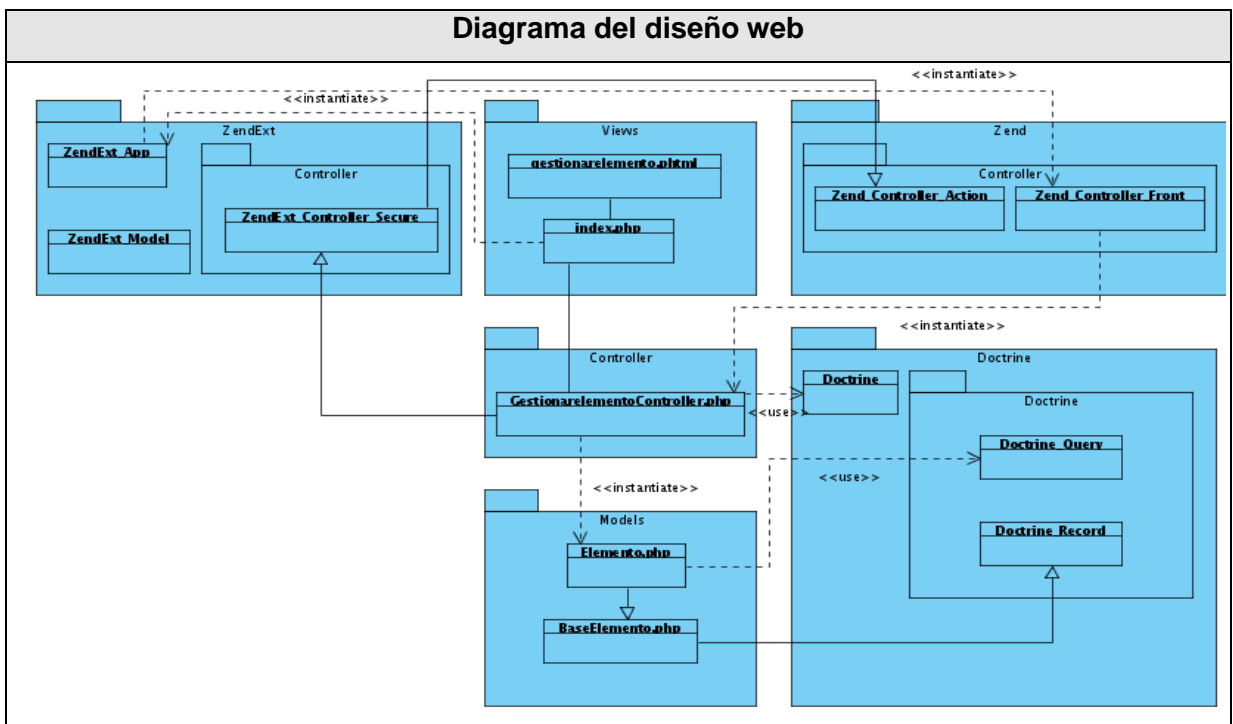 Diagrama del diseño web
<<instantiate>>
<<instantiate>>
ZendExt
ZendExt_App
Controller
ZendExt_Controller_Secure
ZendExt_Model
Views
gestionarelemento.phtml
index.php
Zend
Controller
Zend_Controller_Action
Zend_Controller_Front
<<instantiate>>
Controller
GestionarelementoController.php
<<use>>
<<instantiate>>
Models
Elemento.php
BaseElemento.php
Doctrine
Doctrine
Doctrine
Doctrine_Query
<<use>>
Doctrine_Record